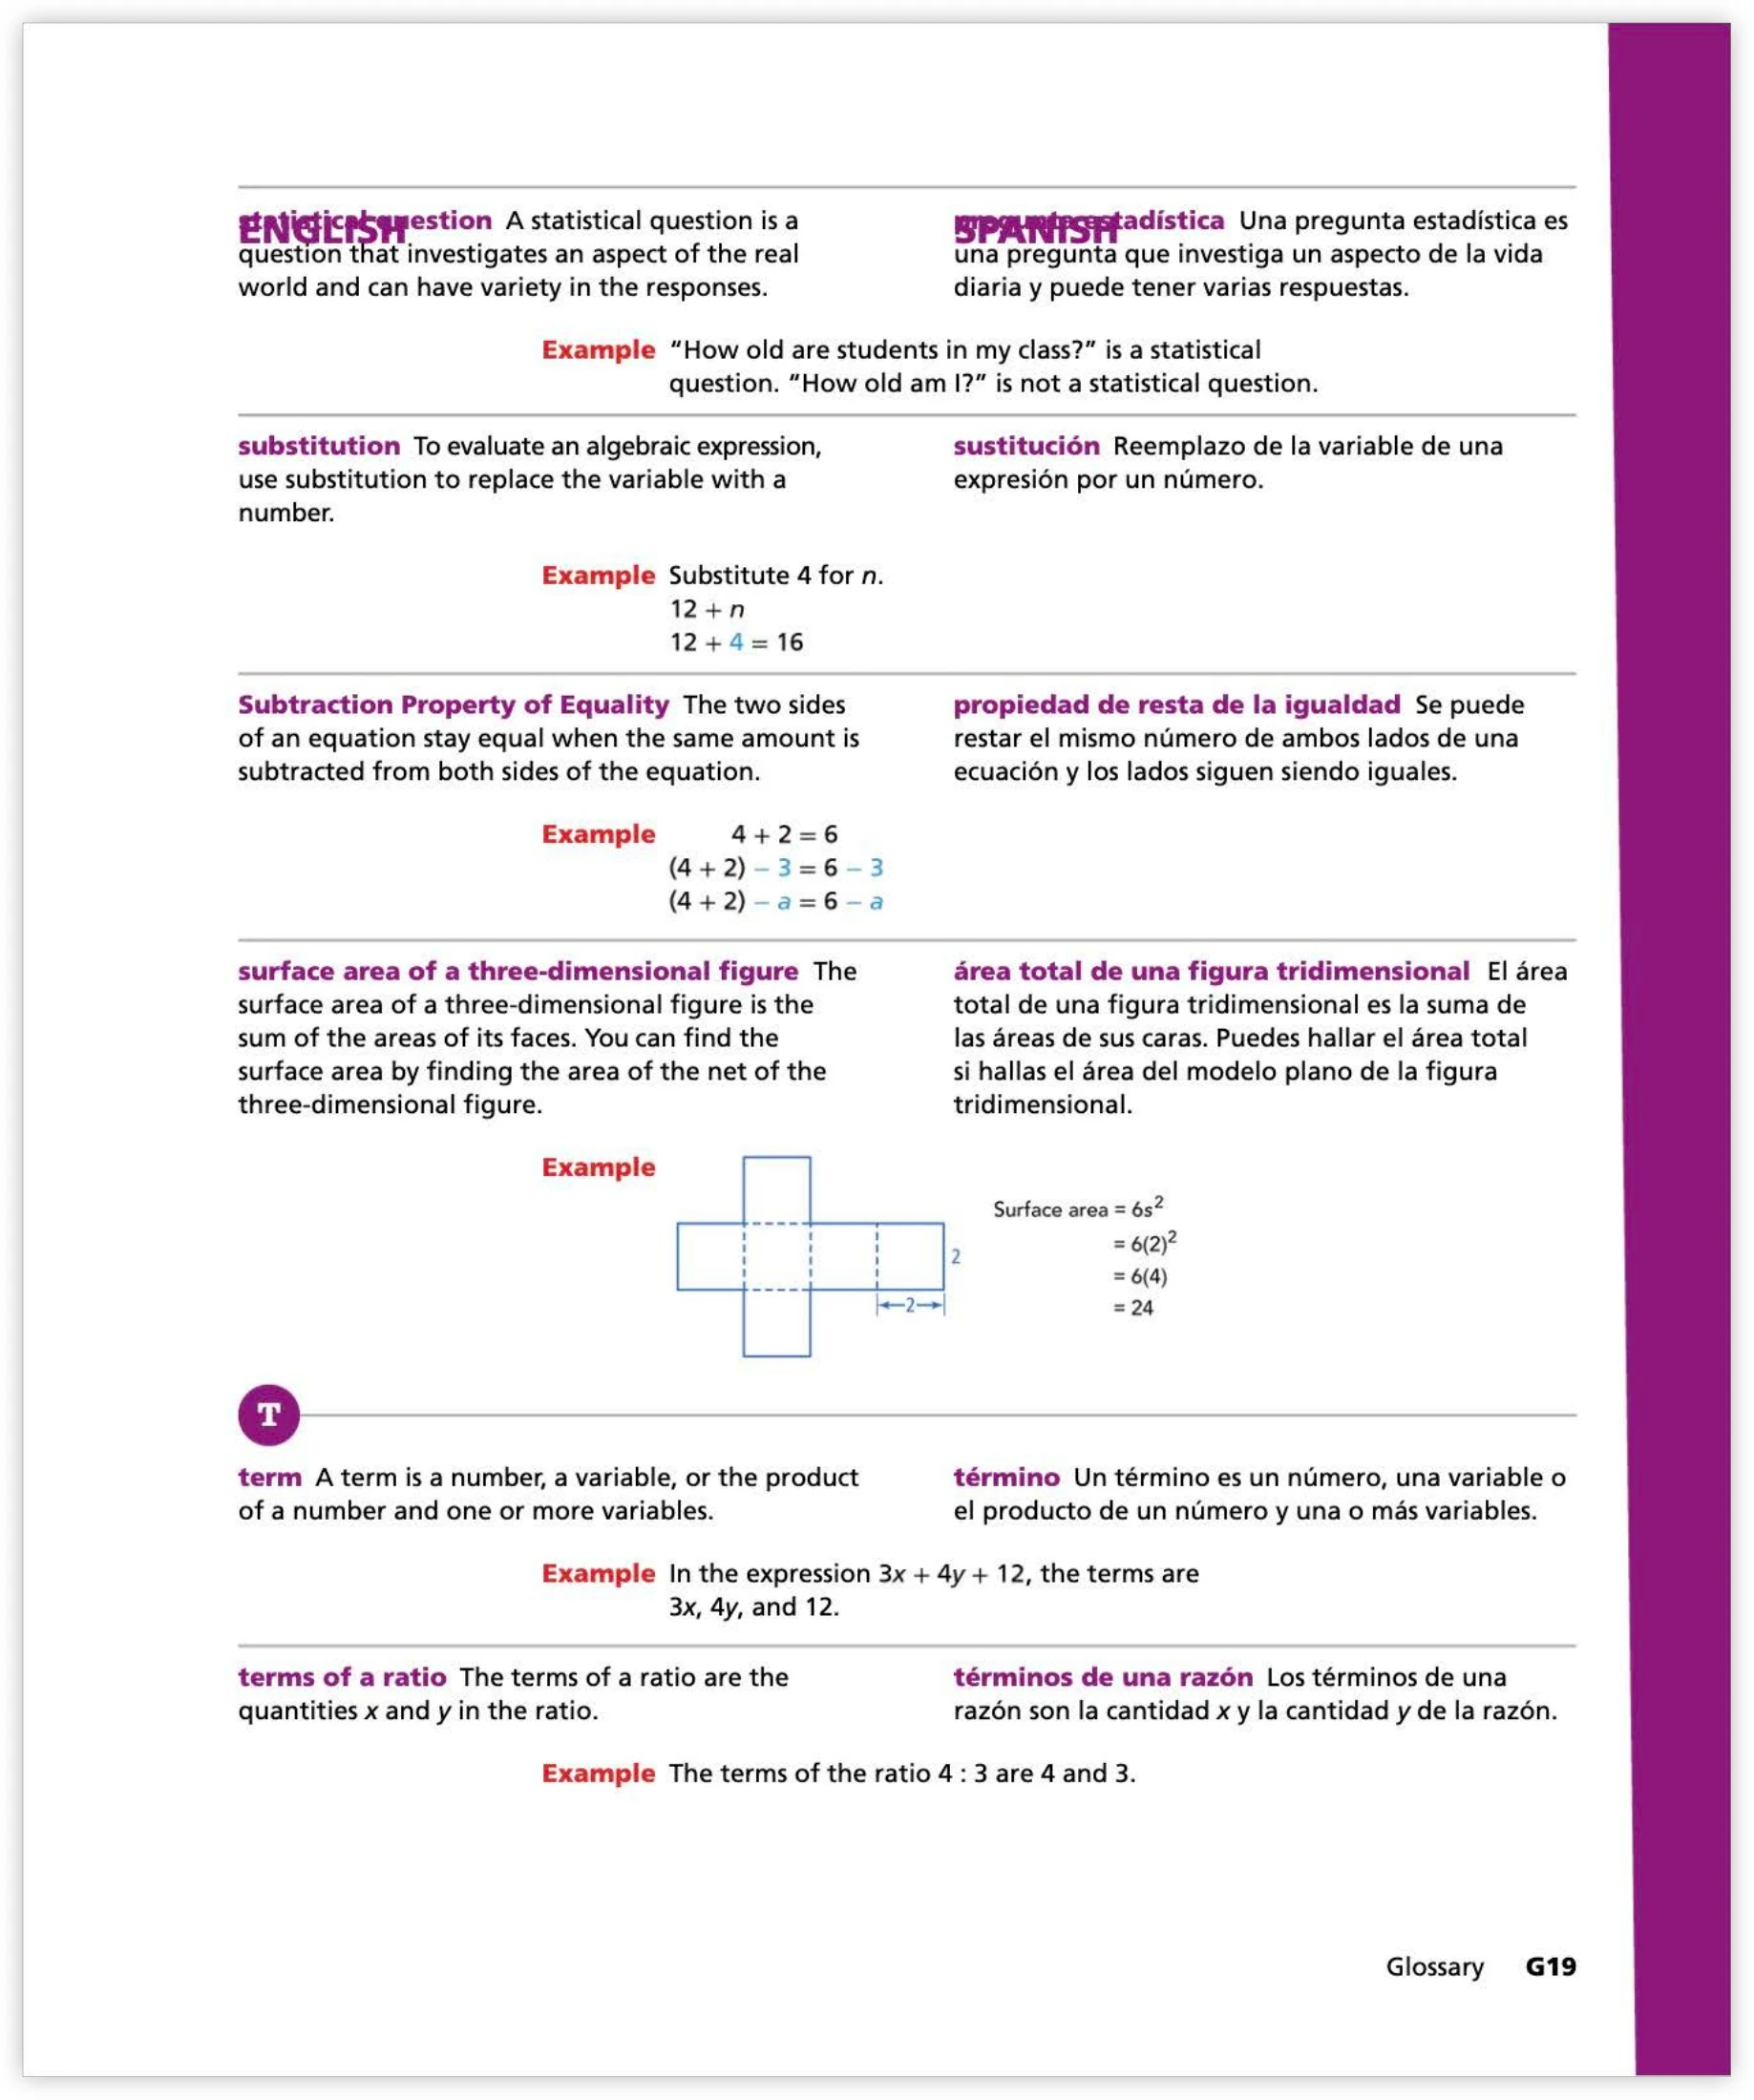 ENGLISH
SPANISH
statistical question A statistical question is a
question that investigates an aspect of the real
world and can have variety in the responses.
pregunta estadística Una pregunta estadística es
una pregunta que investiga un aspecto de la vida
diaria y puede tener varias respuestas.
Example “How old are students in my class?” is a statistical
question. “How old am I?” is not a statistical question.
substitution To evaluate an algebraic expression,
use substitution to replace the variable with a
number.
sustitución Reemplazo de la variable de una
expresión por un número.
Example Substitute 4 for n.
12 + n
12 + 4 = 16
Subtraction Property of Equality The two sides
of an equation stay equal when the same amount is
subtracted from both sides of the equation.
propiedad de resta de la igualdad Se puede
restar el mismo número de ambos lados de una
ecuación y los lados siguen siendo iguales.
Example 4 + 2 = 6
(4 + 2) – 3 = 6 – 3
(4 + 2) – a = 6 – a
surface area of a three-dimensional figure The
surface area of a three-dimensional figure is the
sum of the areas of its faces. You can find the
surface area by finding the area of the net of the
three-dimensional figure.
área total de una figura tridimensional El área
total de una figura tridimensional es la suma de
las áreas de sus caras. Puedes hallar el área total
si hallas el área del modelo plano de la figura
tridimensional.
Example
2
2
Surface area = 6s²
= 6(2)²
= 6(4)
= 24
T
term A term is a number, a variable, or the product
of a number and one or more variables.
término Un término es un número, una variable o
el producto de un número y una o más variables.
Example In the expression 3x + 4y + 12, the terms are
3x, 4y, and 12.
terms of a ratio The terms of a ratio are the
quantities x and y in the ratio.
términos de una razón Los términos de una
razón son la cantidad x y la cantidad y de la razón.
Example The terms of the ratio 4 : 3 are 4 and 3.
Glossary G19